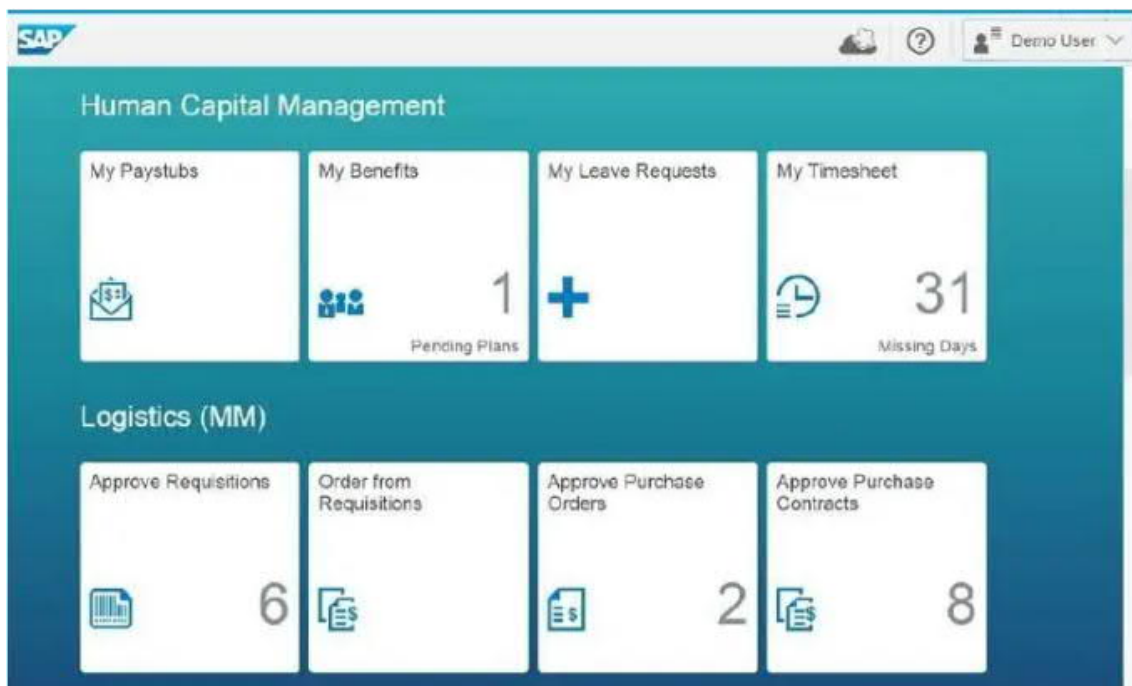 SAP
Demo User
Human Capital Management
My Paystubs
My Benefits
1
Pending Plans
My Leave Requests
My Timesheet
31
Missing Days
Logistics (MM)
Approve Requisitions
6
Order from
Requisitions
Approve Purchase
Orders
2
Approve Purchase
Contracts
8